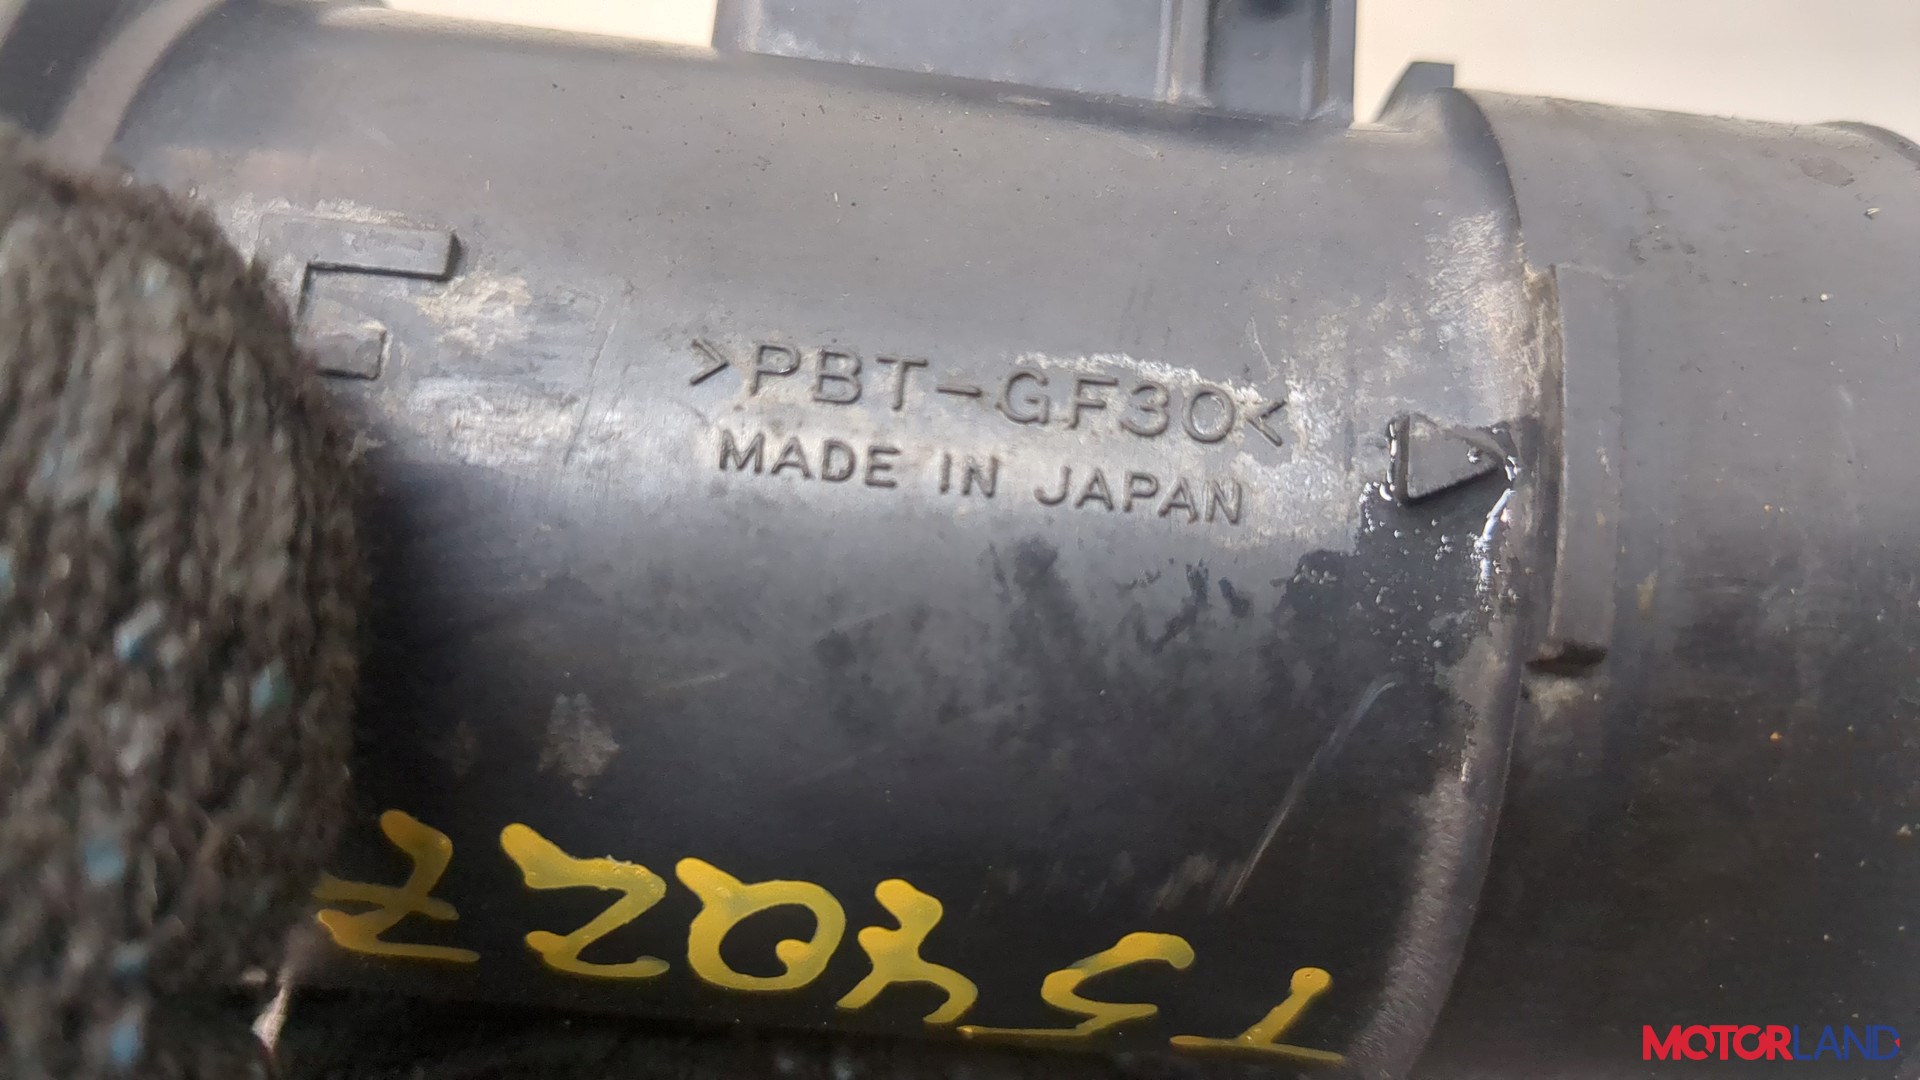 >PBT-GF30<
MADE IN JAPAN
MOTORLAND